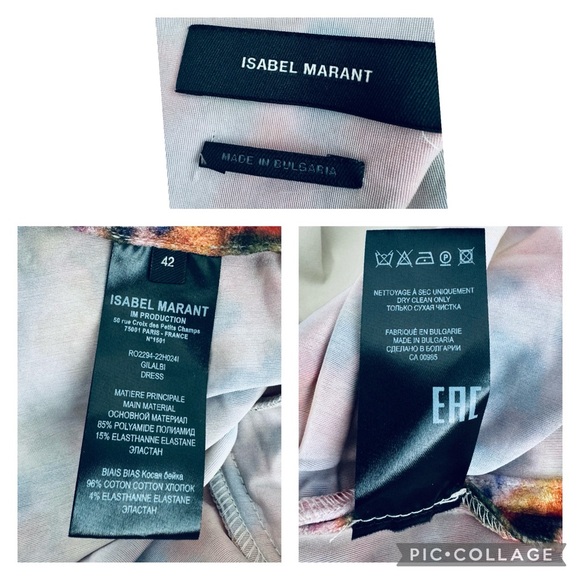 ISABEL MARANT
MADE IN BULGARIA
42
ISABEL MARANT
IM PRODUCTION
50 rue Croix des Petits Champs
75001 PARIS - FRANCE
N°1501
RO2294-22H024I
GILALBI
DRESS
MATIERE PRINCIPALE
MAIN MATERIAL
ОСНОВНОЙ МАТЕРИАЛ
85% POLYAMIDE ПОЛИАМИД
15% ELASTHANNE ELASTANE
ЭЛАСТАН
BIAIS BIAS Косая бейка
96% COTON COTTON ХЛОПОК
4% ELASTHANNE ELASTANE
ЭЛАСТАН
P
NETTOYAGE À SEC UNIQUEMENT
DRY CLEAN ONLY
ТОЛЬКО СУХАЯ ЧИСТКА
FABRIQUÉ EN BULGARIE
MADE IN BULGARIA
СДЕЛАНО В БОЛГАРИИ
CA 00955
EAC
PIC•COLLAGE